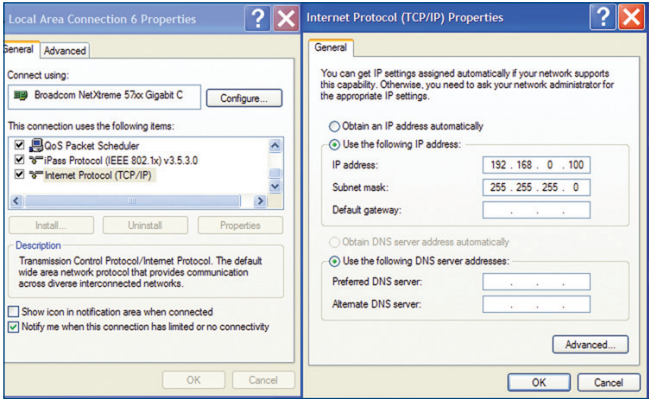 Local Area Connection 6 Properties
General Advanced
Connect using:
Broadcom NetXtreme 57xx Gigabit C
Configure...
This connection uses the following items:
QoS Packet Scheduler
iPass Protocol (IEEE 802.1x) v3.5.3.0
Internet Protocol (TCP/IP)
Install... Uninstall Properties
Description
Transmission Control Protocol/Internet Protocol. The default
wide area network protocol that provides communication
across diverse interconnected networks.
Show icon in notification area when connected
Notify me when this connection has limited or no connectivity
OK Cancel
Internet Protocol (TCP/IP) Properties
General
You can get IP settings assigned automatically if your network supports
this capability. Otherwise, you need to ask your network administrator for
the appropriate IP settings.
Obtain an IP address automatically
Use the following IP address:
IP address: 192 . 168 . 0 . 100
Subnet mask: 255 . 255 . 255 . 0
Default gateway: . . .
Obtain DNS server address automatically
Use the following DNS server addresses:
Preferred DNS server: . . .
Alternate DNS server: . . .
Advanced...
OK Cancel